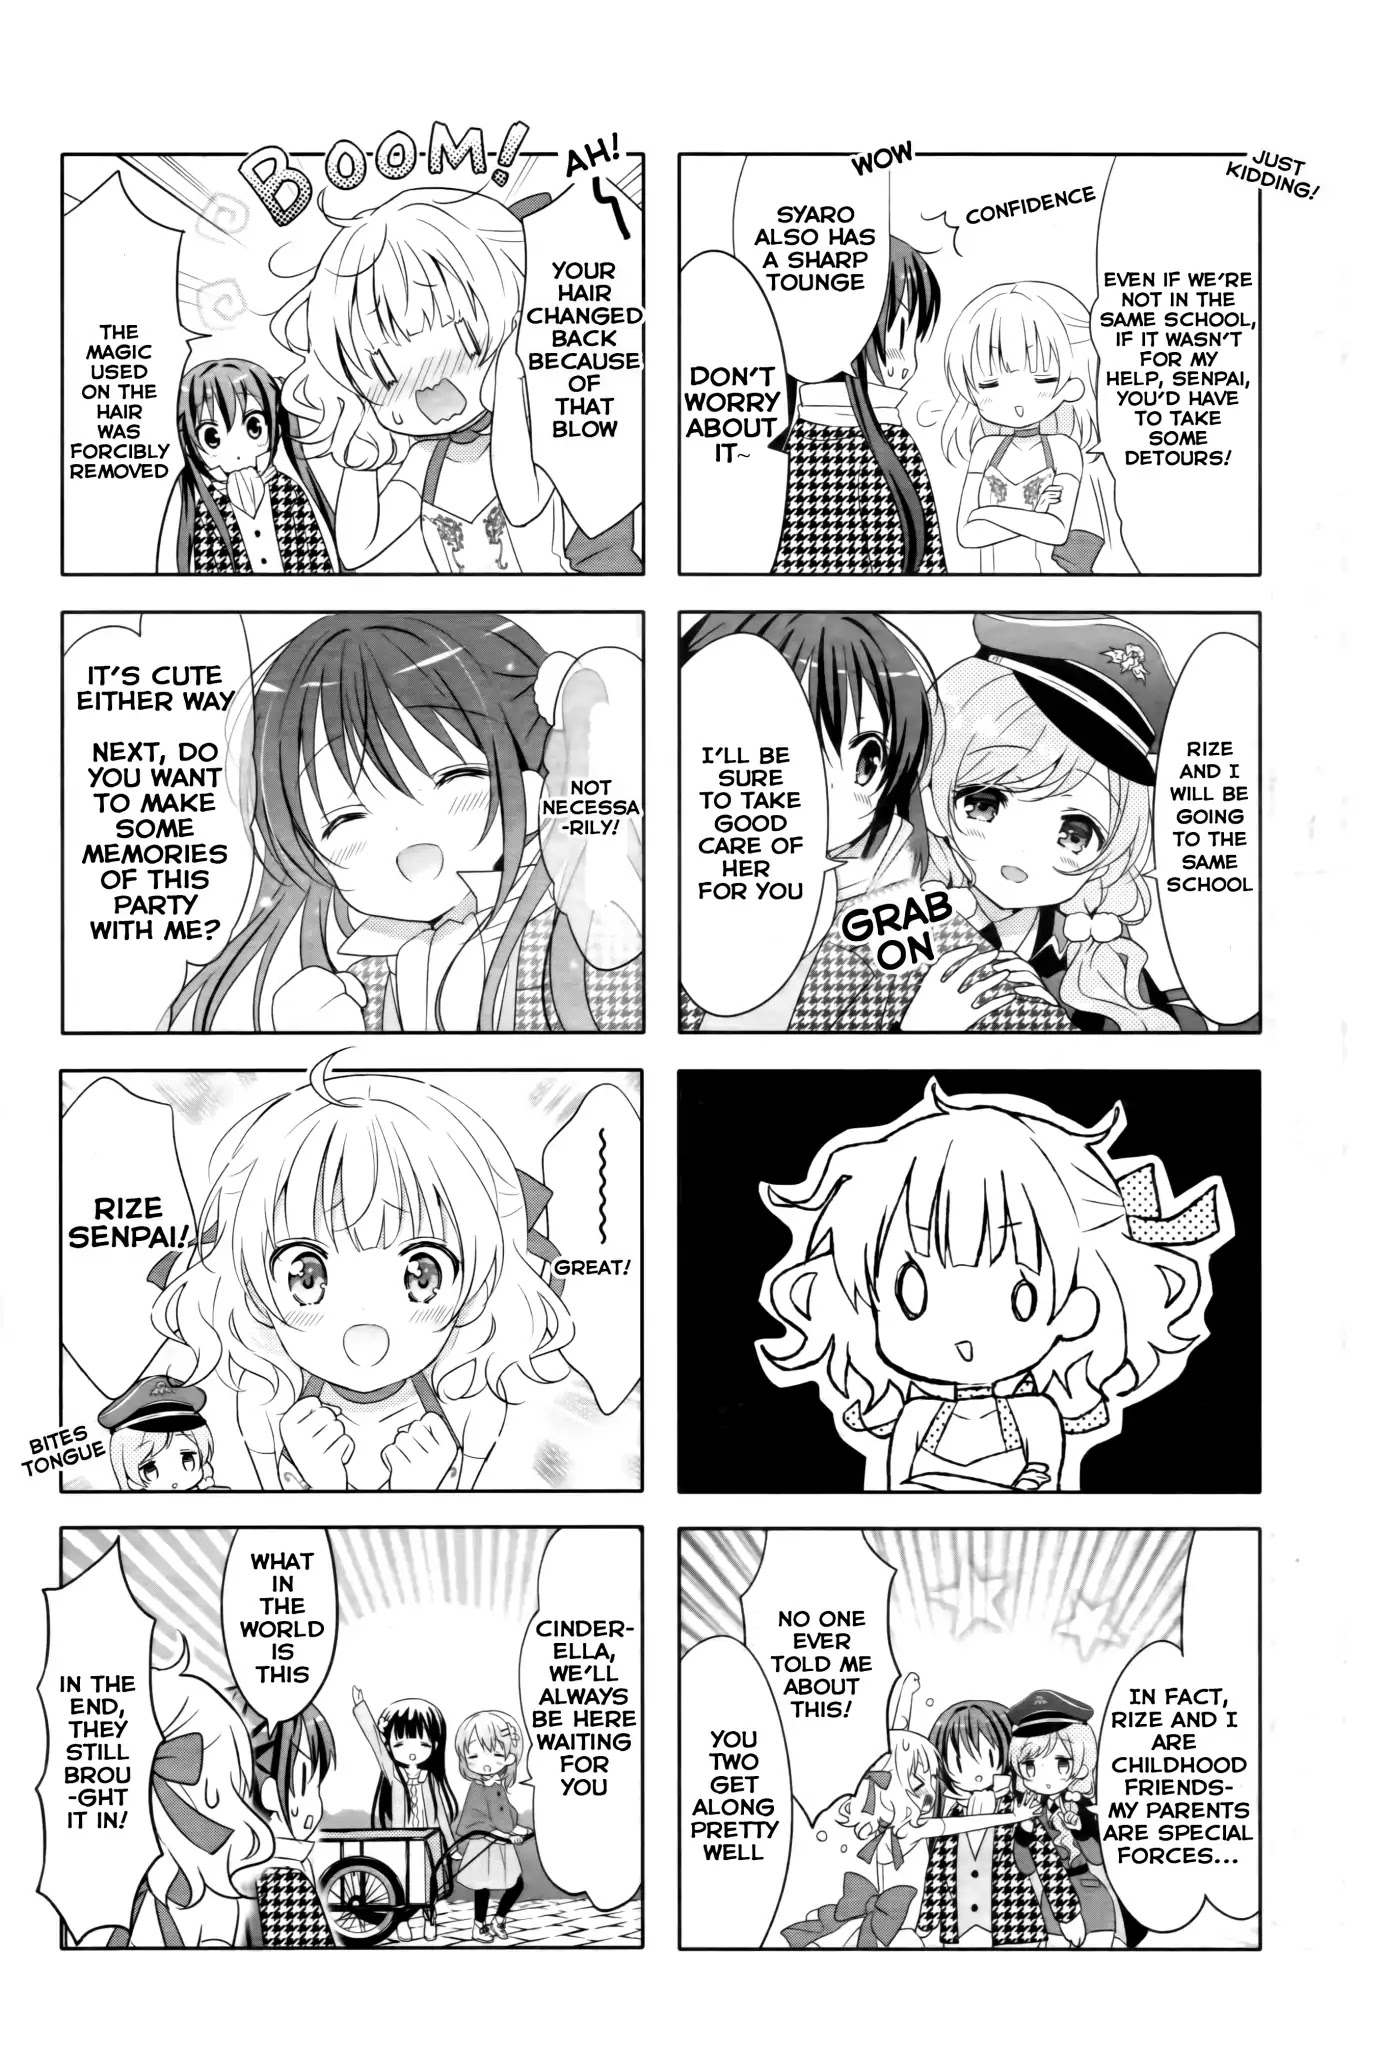 JUST
KIDDING!
EVEN IF WE'RE
NOT IN THE
SAME SCHOOL,
IF IT WASN'T
FOR MY
HELP, SENPAI,
YOU'D HAVE
TO TAKE
SOME
DETOURS!
CONFIDENCE
WOW
SYARO
ALSO HAS
A SHARP
TOUNGE
DON'T
WORRY
ABOUT
IT~
RIZE
AND I
WILL BE
GOING
TO THE
SAME
SCHOOL
GRAB
ON
I'LL BE
SURE
TO TAKE
GOOD
CARE OF
HER
FOR YOU
IN FACT,
RIZE AND I
ARE
CHILDHOOD
FRIENDS-
MY PARENTS
ARE SPECIAL
FORCES...
NO ONE
EVER
TOLD ME
ABOUT
THIS!
YOU
TWO
GET
ALONG
PRETTY
WELL
AH!
YOUR
HAIR
CHANGED
BACK
BECAUSE
OF
THAT
BLOW
BOOM!
THE
MAGIC
USED
ON THE
HAIR
WAS
FORCIBLY
REMOVED
NOT
NECESSA
-RILY!
IT'S CUTE
EITHER WAY
NEXT, DO
YOU WANT
TO MAKE
SOME
MEMORIES
OF THIS
PARTY
WITH ME?
GREAT!
RIZE
SENPAI!
BITES
TONGUE
CINDER-
ELLA,
WE'LL
ALWAYS
BE HERE
WAITING
FOR
YOU
WHAT
IN
THE
WORLD
IS
THIS
IN THE
END,
THEY
STILL
BROU
-GHT
IT IN!